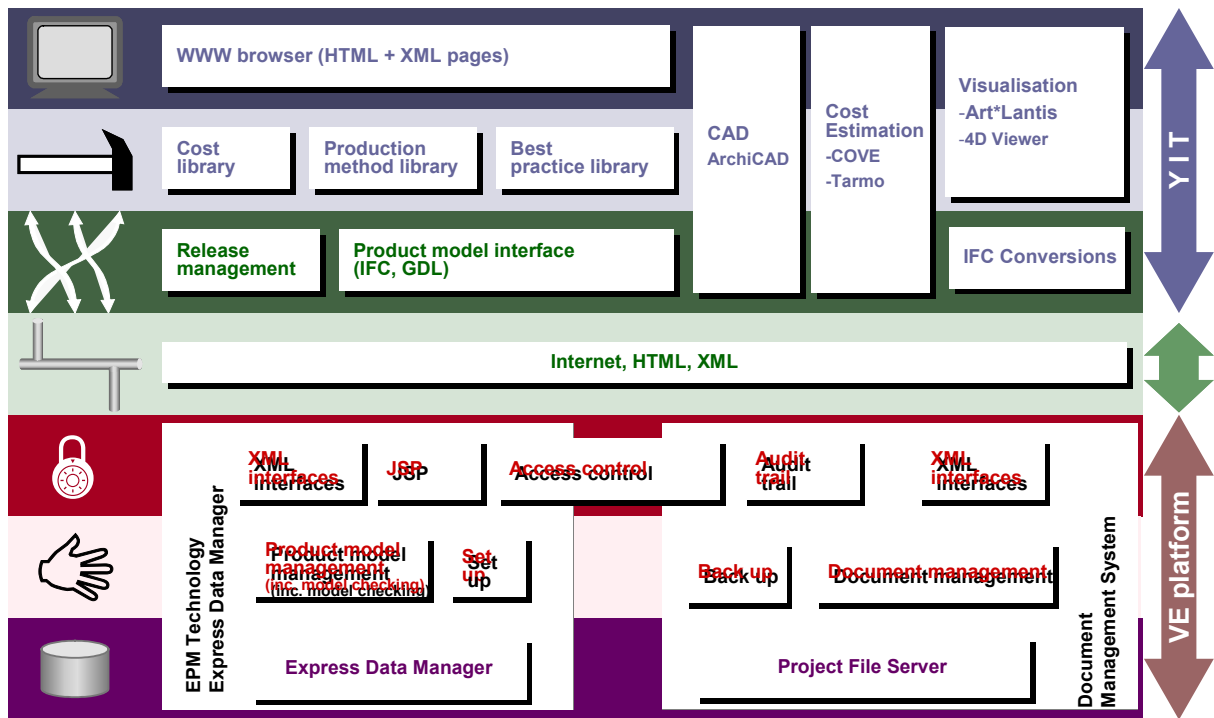 WWW browser (HTML + XML pages)
CAD
ArchiCAD
Cost
Estimation
-COVE
-Tarmo
Visualisation
-Art*Lantis
-4D Viewer
Cost
library
Production
method library
Best
practice library
Y I T
Release
management
Product model interface
(IFC, GDL)
IFC Conversions
Internet, HTML, XML
EPM Technology
Express Data Manager
XML
interfaces
JSP
Access control
Audit
trail
XML
interfaces
Product model
management
(inc. model checking)
Set
up
Back up
Document management
Express Data Manager
Project File Server
Document
Management System
VE platform